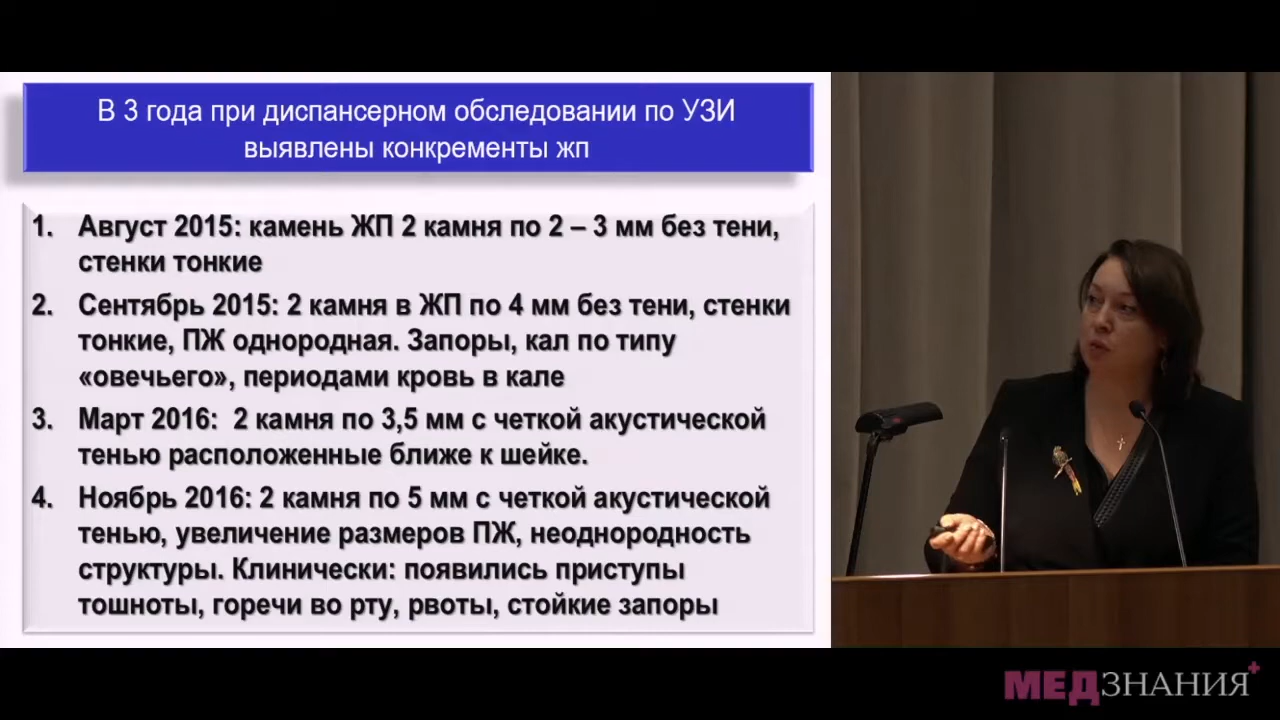 В 3 года при диспансерном обследовании по УЗИ
выявлены конкременты жп
1. Август 2015: камень ЖП 2 камня по 2 – 3 мм без тени,
стенки тонкие
2. Сентябрь 2015: 2 камня в ЖП по 4 мм без тени, стенки
тонкие, ПЖ однородная. Запоры, кал по типу
«овечьего», периодами кровь в кале
3. Март 2016: 2 камня по 3,5 мм с четкой акустической
тенью расположенные ближе к шейке.
4. Ноябрь 2016: 2 камня по 5 мм с четкой акустической
тенью, увеличение размеров ПЖ, неоднородность
структуры. Клинически: появились приступы
тошноты, горечи во рту, рвоты, стойкие запоры
МЕДЗНАНИЯ+